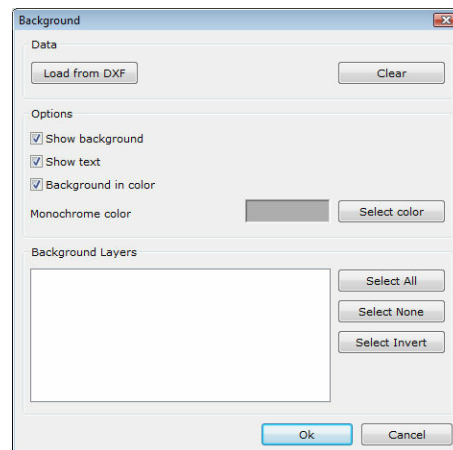 Background
Data
Load from DXF
Clear
Options
Show background
Show text
Background in color
Monochrome color
Select color
Background Layers
Select All
Select None
Select Invert
Ok
Cancel